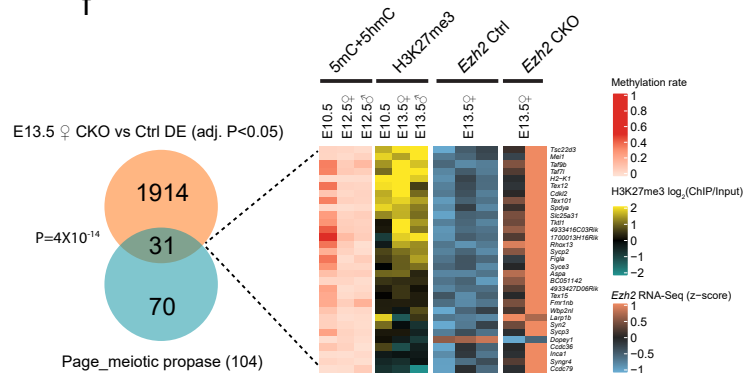 f
5mC+5hmC
H3K27me3
Ezh2 Ctrl
Ezh2 CKO
E10.5
E12.5♀
E12.5♂
E10.5
E13.5♀
E13.5♂
E13.5♀
E13.5♀
E13.5 ♀ CKO vs Ctrl DE (adj. P<0.05)
1914
P=4X10⁻¹⁴
31
70
Page_meiotic propase (104)
Tsc22d3
Mei1
Taf9b
Taf7l
H2-K1
Tex12
Cdkl2
Tex101
Spdya
Slc25a31
Tktl1
4933416C03Rik
1700013H16Rik
Rhox13
Sycp2
Figla
Syce3
Aspa
BC051142
4933427D06Rik
Tex15
Fmr1nb
Wbp2nl
Larp1b
Syn2
Sycp3
Dopey1
Ccdc36
Inca1
Syngr4
Ccdc79
Methylation rate
1
0.8
0.6
0.4
0.2
0
H3K27me3 log₂(ChIP/Input)
2
1
0
−1
−2
Ezh2 RNA-Seq (z−score)
1
0.5
0
−0.5
−1